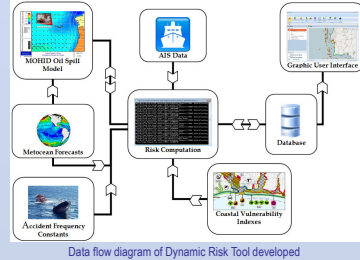 MOHID Oil Spill
Model
AIS Data
Graphic User Interface
Metocean Forecasts
Risk Computation
Database
Accident Frequency
Constants
Coastal Vulnerability
Indexes
Data flow diagram of Dynamic Risk Tool developed